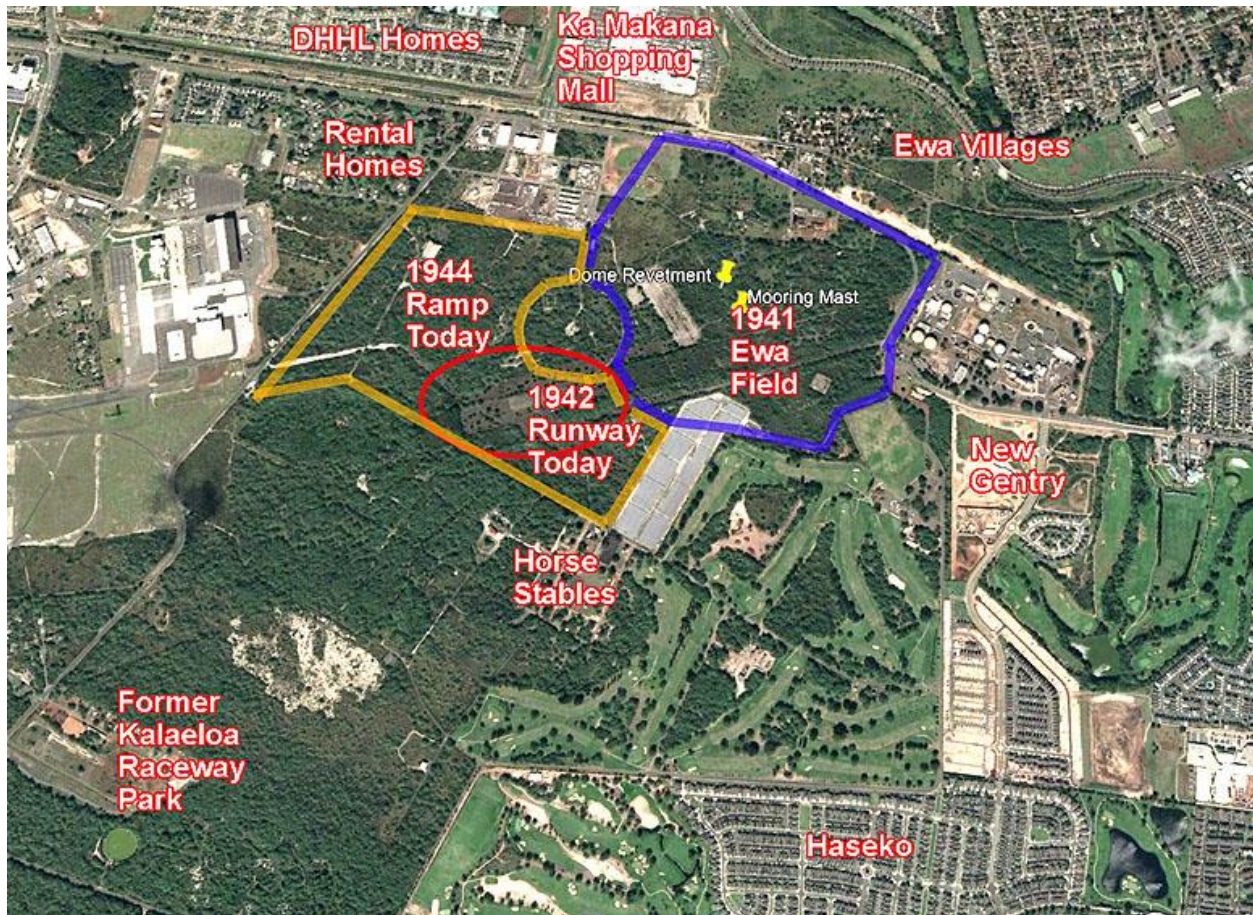 DHHL Homes
Ka Makana
Shopping
Mall
Rental
Homes
Ewa Villages
1944
Ramp
Today
Dome Revetment
Mooring Mast
1941
Ewa
Field
1942
Runway
Today
New
Gentry
Horse
Stables
Former
Kalaeloa
Raceway
Park
Haseko